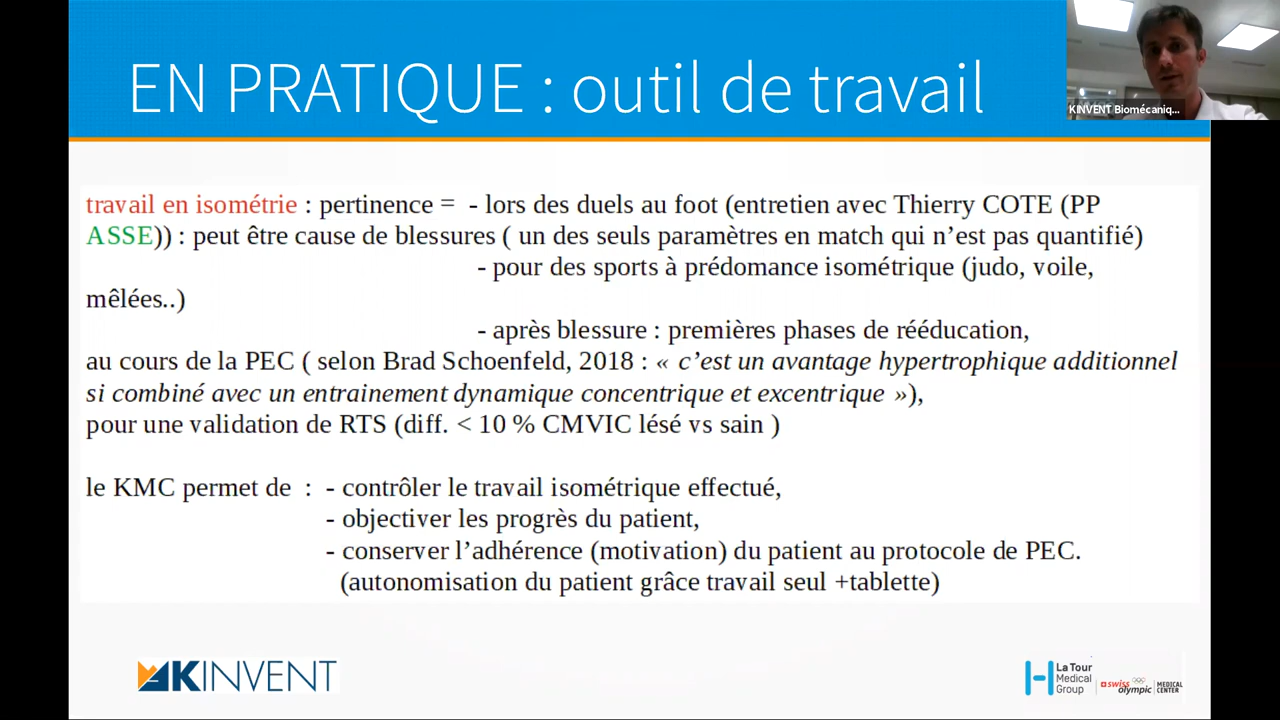 EN PRATIQUE : outil de travail
KINVENT Biomécaniq...
travail en isométrie : pertinence = - lors des duels au foot (entretien avec Thierry COTE (PP
ASSE)) : peut être cause de blessures ( un des seuls paramètres en match qui n’est pas quantifié)
- pour des sports à prédomance isométrique (judo, voile,
mêlées..)
- après blessure : premières phases de rééducation,
au cours de la PEC ( selon Brad Schoenfeld, 2018 : « c’est un avantage hypertrophique additionnel
si combiné avec un entrainement dynamique concentrique et excentrique »),
pour une validation de RTS (diff. < 10 % CMVIC lésé vs sain )
le KMC permet de : - contrôler le travail isométrique effectué,
- objectiver les progrès du patient,
- conserver l’adhérence (motivation) du patient au protocole de PEC.
(autonomisation du patient grâce travail seul +tablette)
KINVENT
La Tour
Medical
Group
swiss
olympic
MEDICAL
CENTER